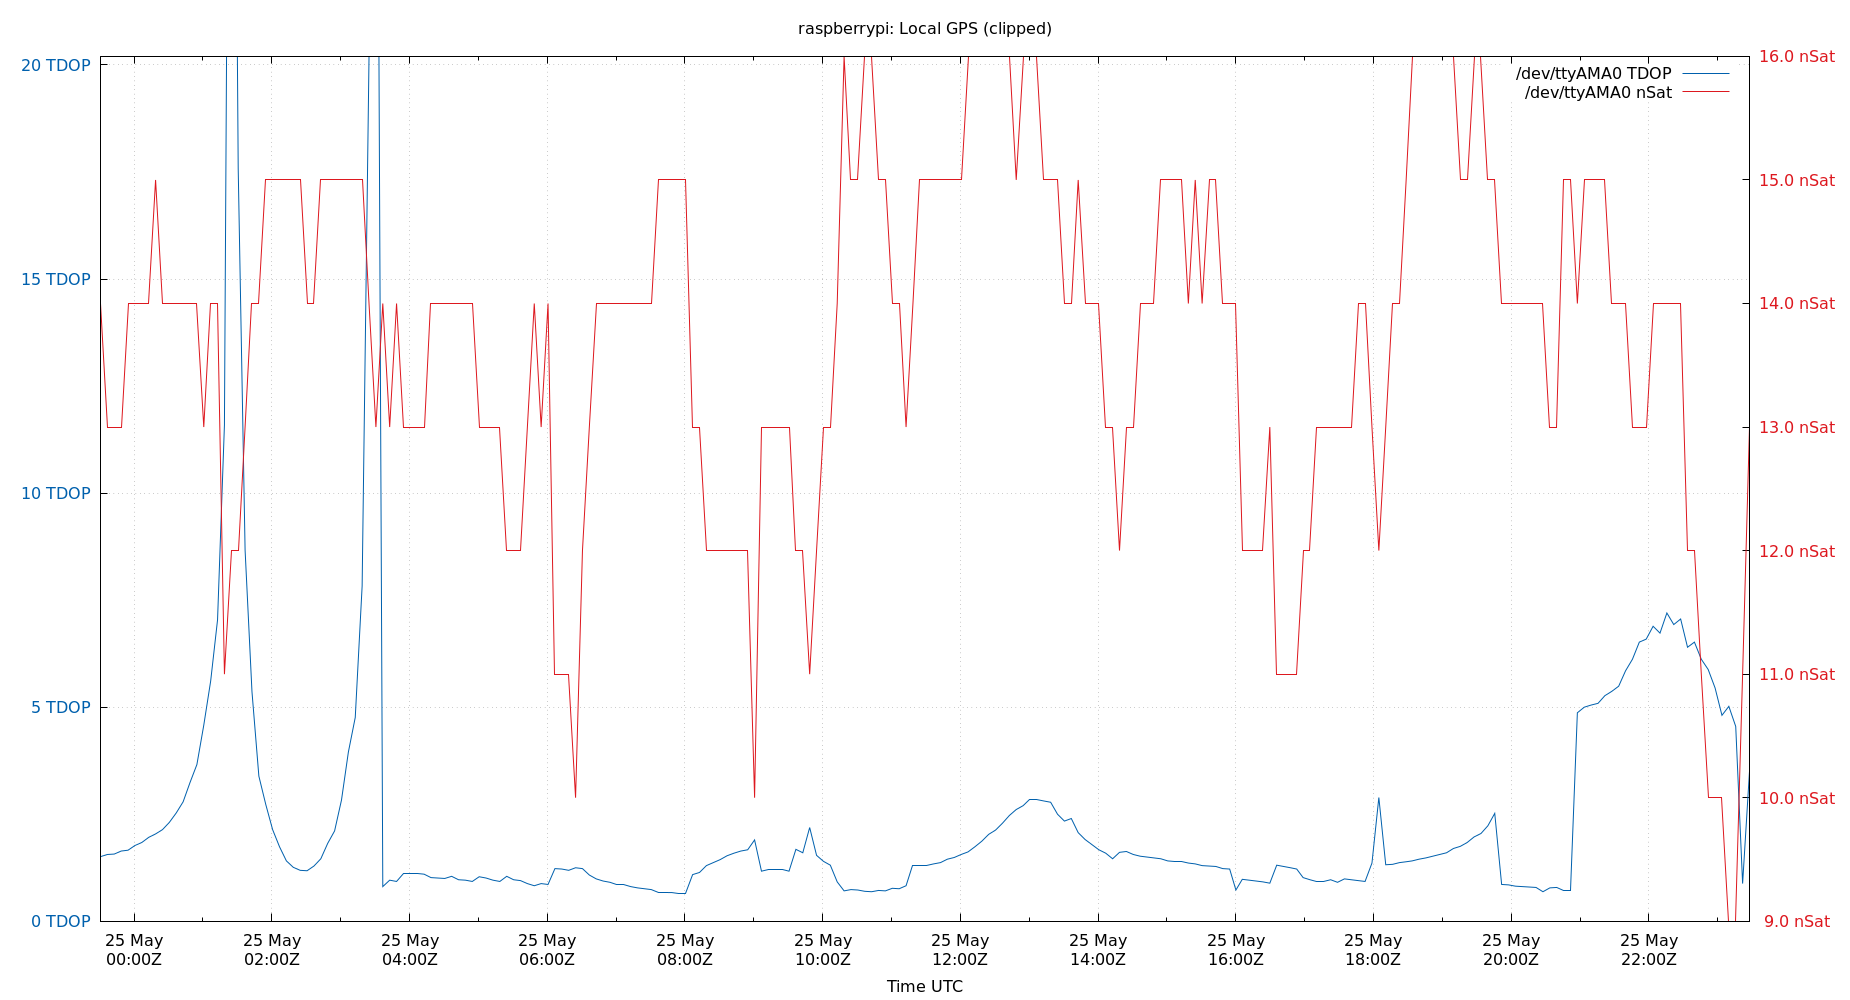 raspberrypi: Local GPS (clipped)
20 TDOP
15 TDOP
10 TDOP
5 TDOP
0 TDOP
/dev/ttyAMA0 TDOP
/dev/ttyAMA0 nSat
16.0 nSat
15.0 nSat
14.0 nSat
13.0 nSat
12.0 nSat
11.0 nSat
10.0 nSat
9.0 nSat
25 May
00:00Z
25 May
02:00Z
25 May
04:00Z
25 May
06:00Z
25 May
08:00Z
25 May
10:00Z
25 May
12:00Z
25 May
14:00Z
25 May
16:00Z
25 May
18:00Z
25 May
20:00Z
25 May
22:00Z
Time UTC